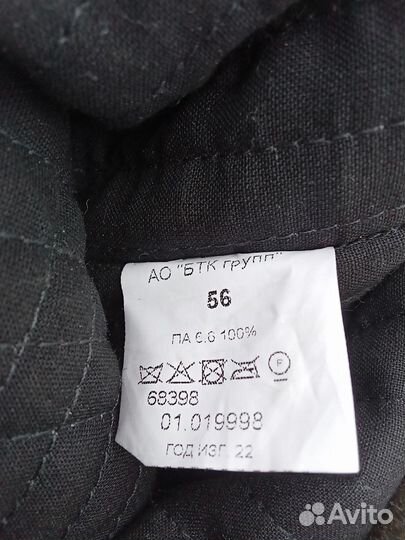 АО "БТК групп"
56
ПА 6.6 100%
P
68398
01.019998
ГОД ИЗГ. 22
Avito